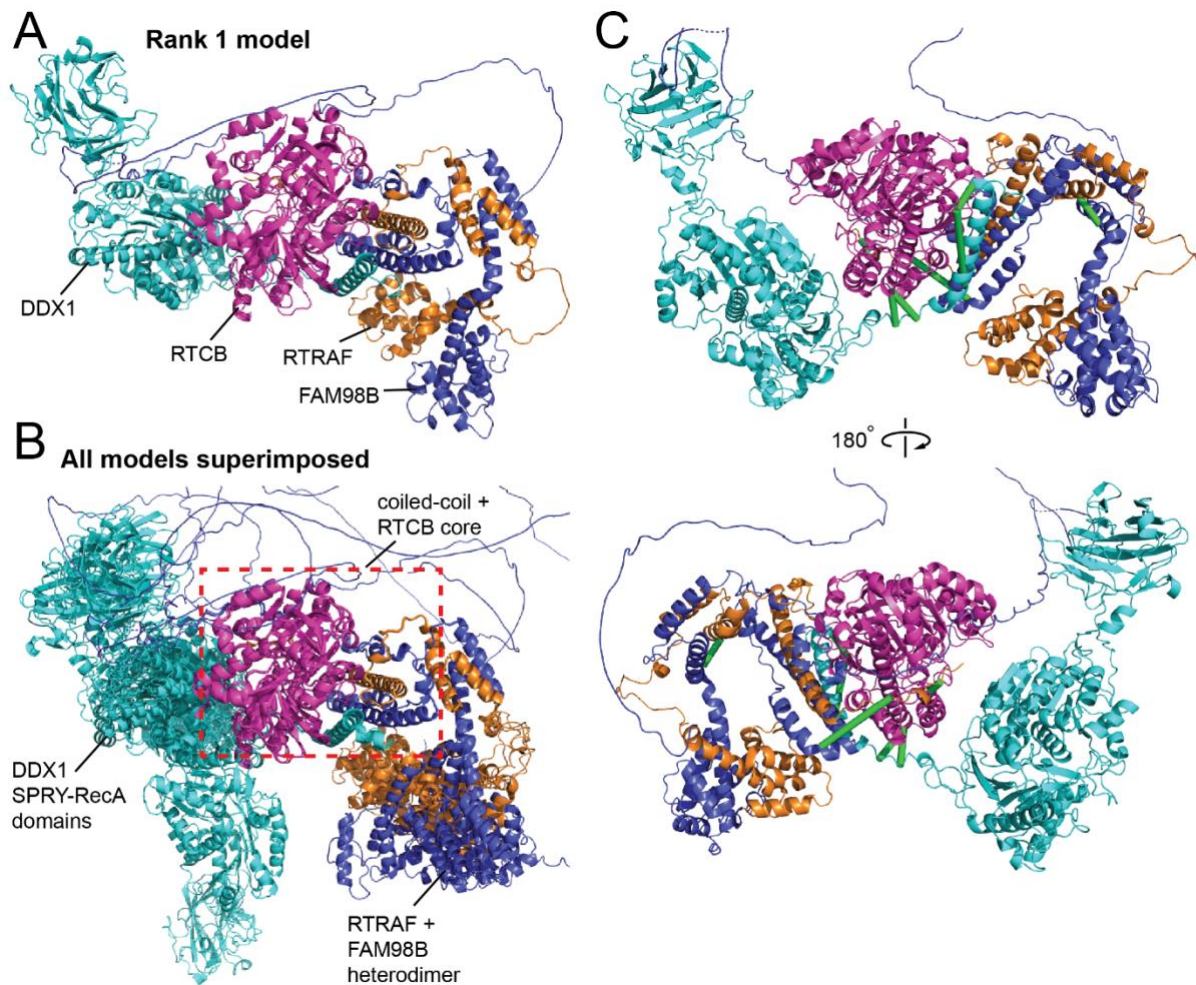 A
Rank 1 model
DDX1
RTCB
RTRAF
FAM98B
B
All models superimposed
coiled-coil +
RTCB core
DDX1
SPRY-RecA
domains
RTRAF +
FAM98B
heterodimer
C
180°